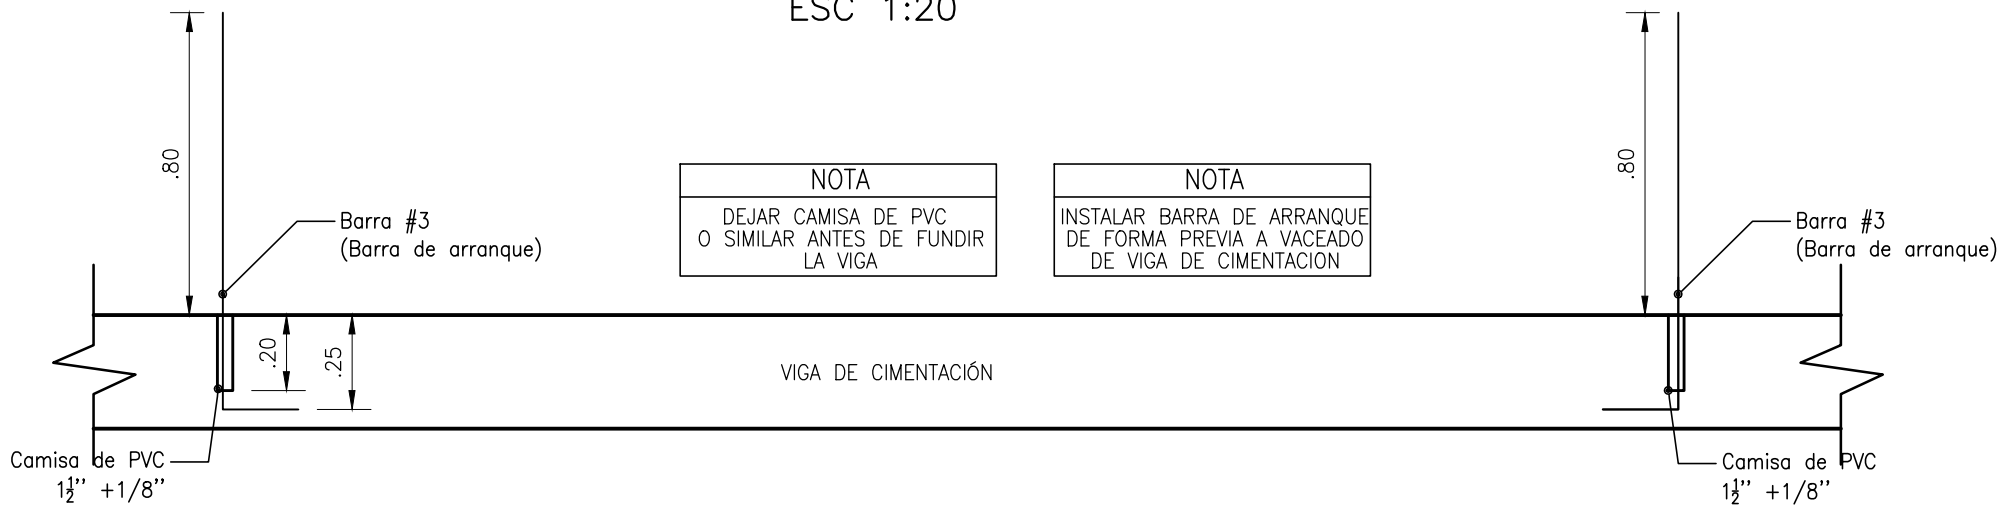 ESC 1:20
.80
.80
NOTA
DEJAR CAMISA DE PVC
O SIMILAR ANTES DE FUNDIR
LA VIGA
NOTA
INSTALAR BARRA DE ARRANQUE
DE FORMA PREVIA A VACEADO
DE VIGA DE CIMENTACION
Barra #3
(Barra de arranque)
Barra #3
(Barra de arranque)
.20
.25
VIGA DE CIMENTACIÓN
Camisa de PVC
1½” +1/8”
Camisa de PVC
1½” +1/8”